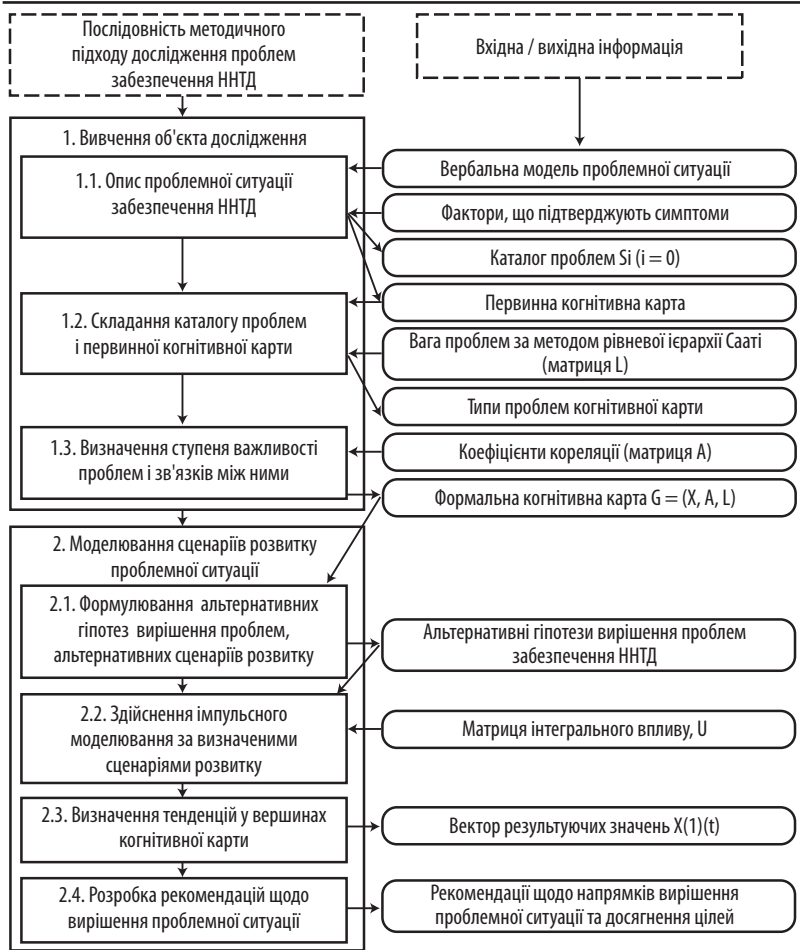 Послідовність методичного
підходу дослідження проблем
забезпечення ННТД
Вхідна / вихідна інформація
1. Вивчення об'єкта дослідження
1.1. Опис проблемної ситуації
забезпечення ННТД
Вербальна модель проблемної ситуації
Фактори, що підтверджують симптоми
Каталог проблем Si (i = 0)
Первинна когнітивна карта
1.2. Складання каталогу проблем
і первинної когнітивної карти
Вага проблем за методом рівневої ієрархії Сааті
(матриця L)
Типи проблем когнітивної карти
1.3. Визначення ступеня важливості
проблем і зв'язків між ними
Коефіцієнти кореляції (матриця A)
Формальна когнітивна карта G = (X, A, L)
2. Моделювання сценаріїв розвитку
проблемної ситуації
2.1. Формулювання альтернативних
гіпотез вирішення проблем,
альтернативних сценаріїв розвитку
Альтернативні гіпотези вирішення проблем
забезпечення ННТД
2.2. Здійснення імпульсного
моделювання за визначеними
сценаріями розвитку
Матриця інтегрального впливу, U
2.3. Визначення тенденцій у вершинах
когнітивної карти
Вектор результуючих значень X(1)(t)
2.4. Розробка рекомендацій щодо
вирішення проблемної ситуації
Рекомендації щодо напрямків вирішення
проблемної ситуації та досягнення цілей